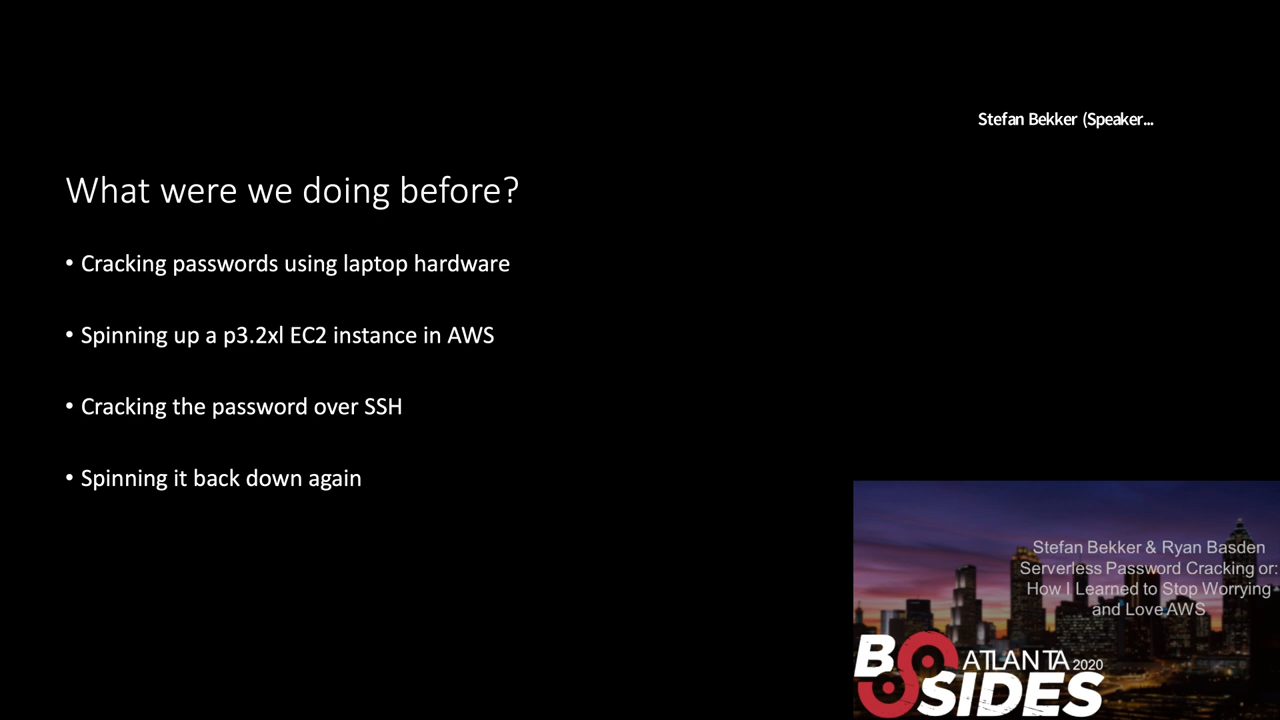 Stefan Bekker (Speaker...
What were we doing before?
• Cracking passwords using laptop hardware
• Spinning up a p3.2xl EC2 instance in AWS
• Cracking the password over SSH
• Spinning it back down again
Stefan Bekker & Ryan Basden
Serverless Password Cracking or:
How I Learned to Stop Worrying
and Love AWS
BSIDES ATLANTA 2020